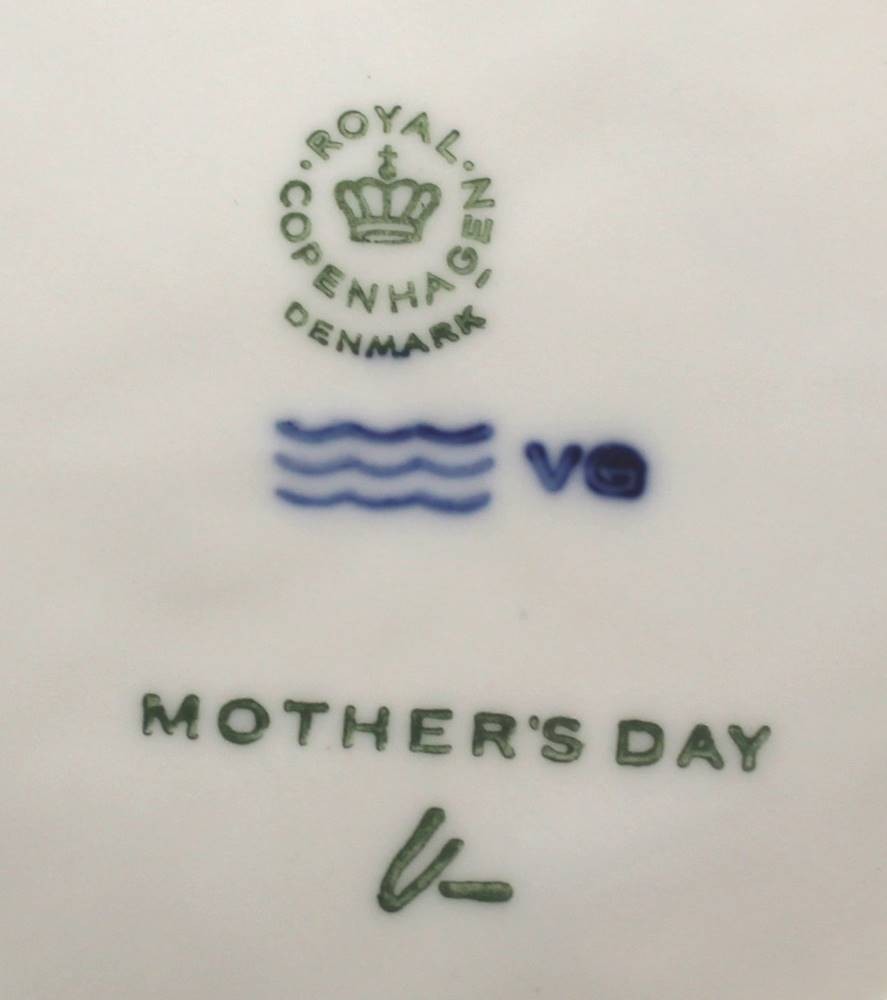 ROYAL
COPENHAGEN
DENMARK
VG
MOTHER'S DAY